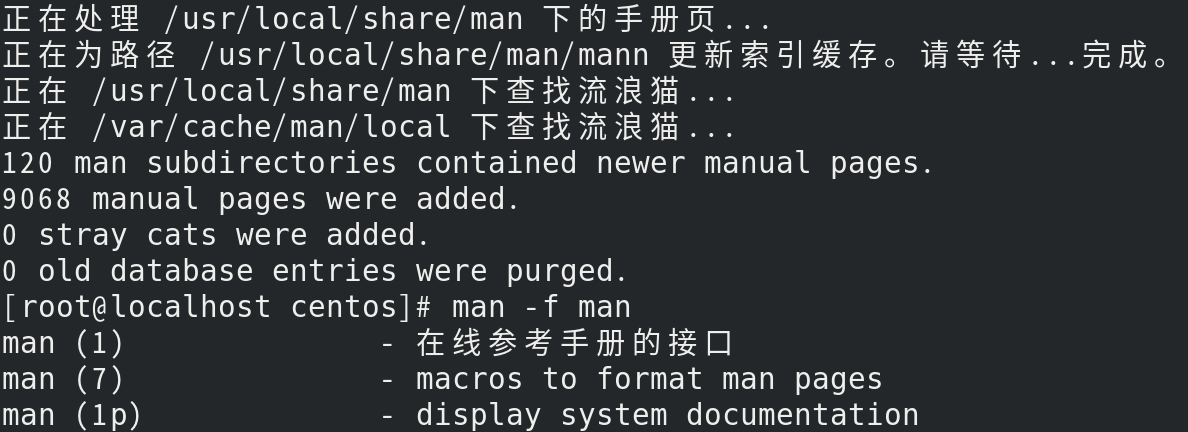 正在处理 /usr/local/share/man 下的手册页...
正在为路径 /usr/local/share/man/mann 更新索引缓存。请等待...完成。
正在 /usr/local/share/man 下查找流浪猫...
正在 /var/cache/man/local 下查找流浪猫...
120 man subdirectories contained newer manual pages.
9068 manual pages were added.
0 stray cats were added.
0 old database entries were purged.
[root@localhost centos]# man -f man
man (1)              - 在线参考手册的接口
man (7)              - macros to format man pages
man (1p)             - display system documentation